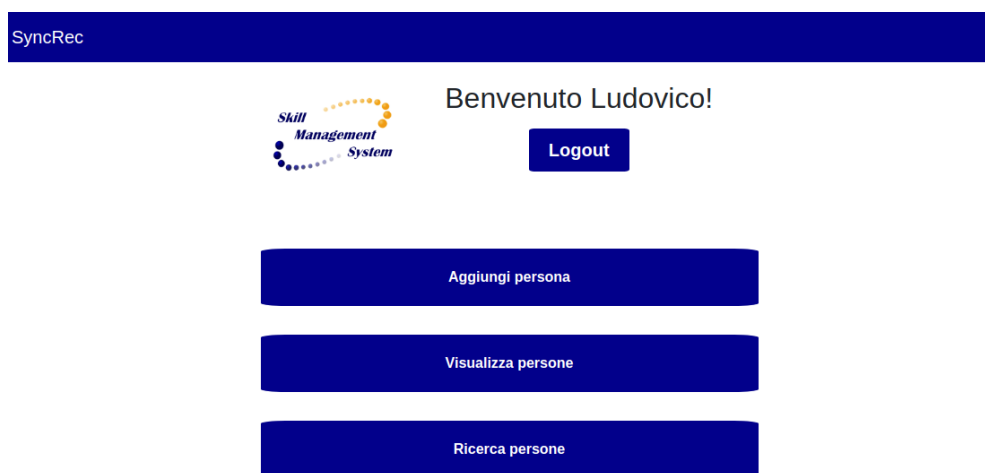 SyncRec
Skill
Management
System
Benvenuto Ludovico!
Logout
Aggiungi persona
Visualizza persone
Ricerca persone